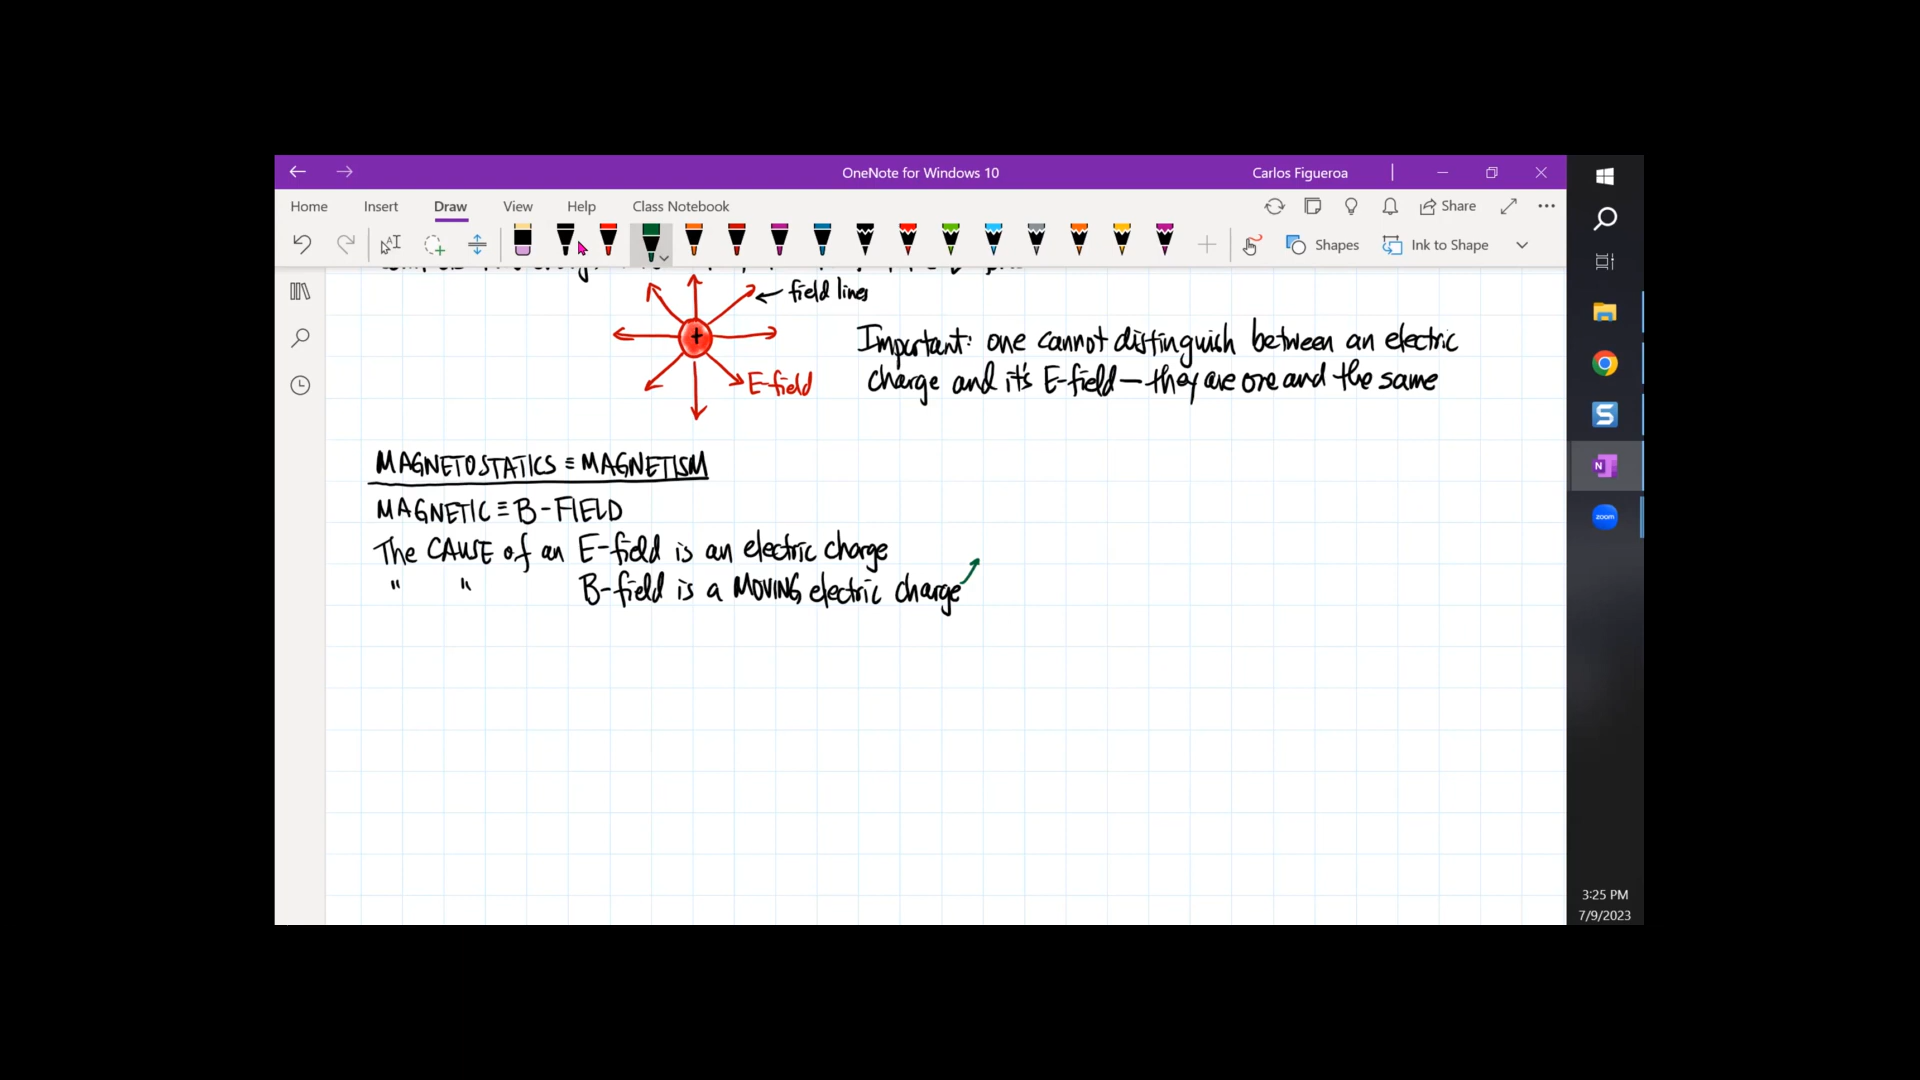 OneNote for Windows 10
Carlos Figueroa
Home Insert Draw View Help Class Notebook
Share
Shapes
Ink to Shape
field lines
Important: one cannot distinguish between an electric
charge and it's E-field — they are one and the same
E-field
+
MAGNETOSTATICS ≡ MAGNETISM
MAGNETIC ≡ B-FIELD
The CAUSE of an E-field is an electric charge
" " B-field is a MOVING electric charge
zoom
3:25 PM
7/9/2023